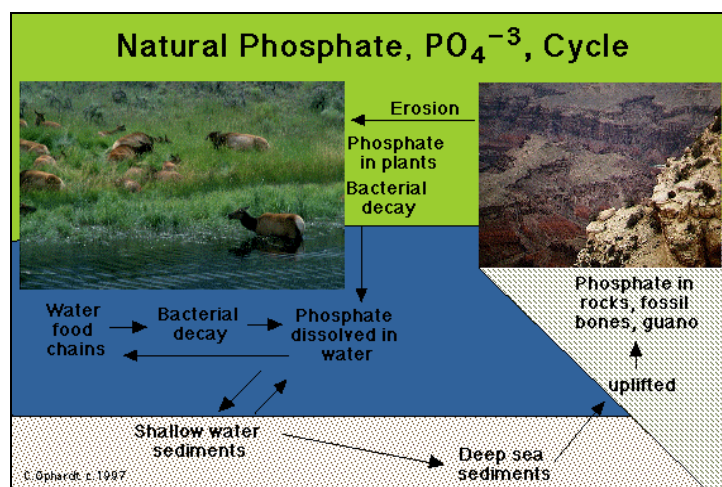 Natural Phosphate, PO₄⁻³, Cycle
Erosion
Phosphate
in plants
Bacterial
decay
Phosphate in
rocks, fossil
bones, guano
uplifted
Water
food
chains
Bacterial
decay
Phosphate
dissolved in
water
Shallow water
sediments
Deep sea
sediments
C.Ophardt c.1997